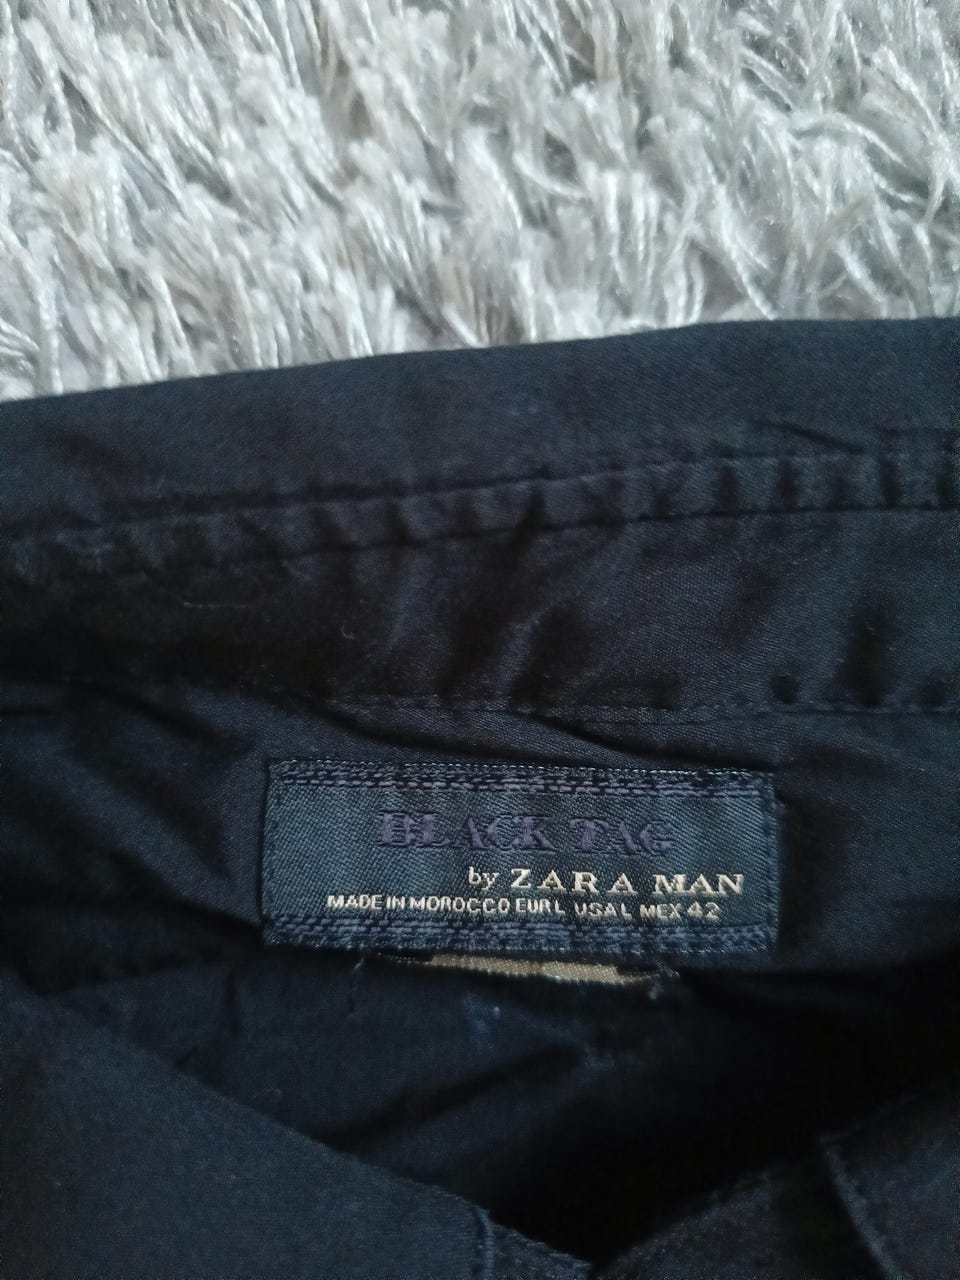 BLACK TAG
by ZARA MAN
MADE IN MOROCCO EUR L USA L MEX 42